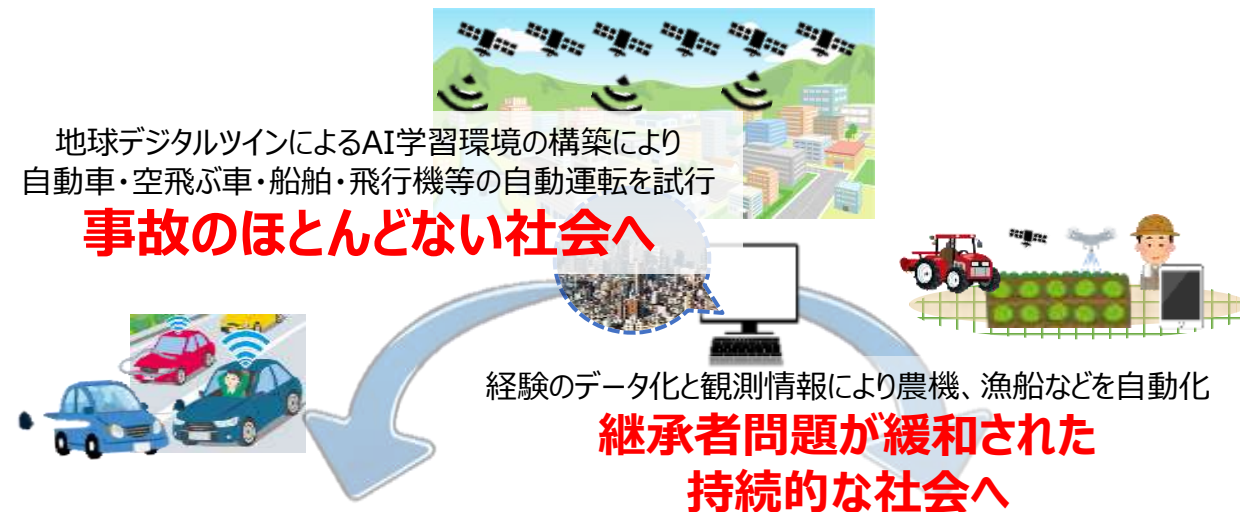 地球デジタルツインによるAI学習環境の構築により
自動車・空飛ぶ車・船舶・飛行機等の自動運転を試行
事故のほとんどない社会へ
経験のデータ化と観測情報により農機、漁船などを自動化
継承者問題が緩和された
持続的な社会へ